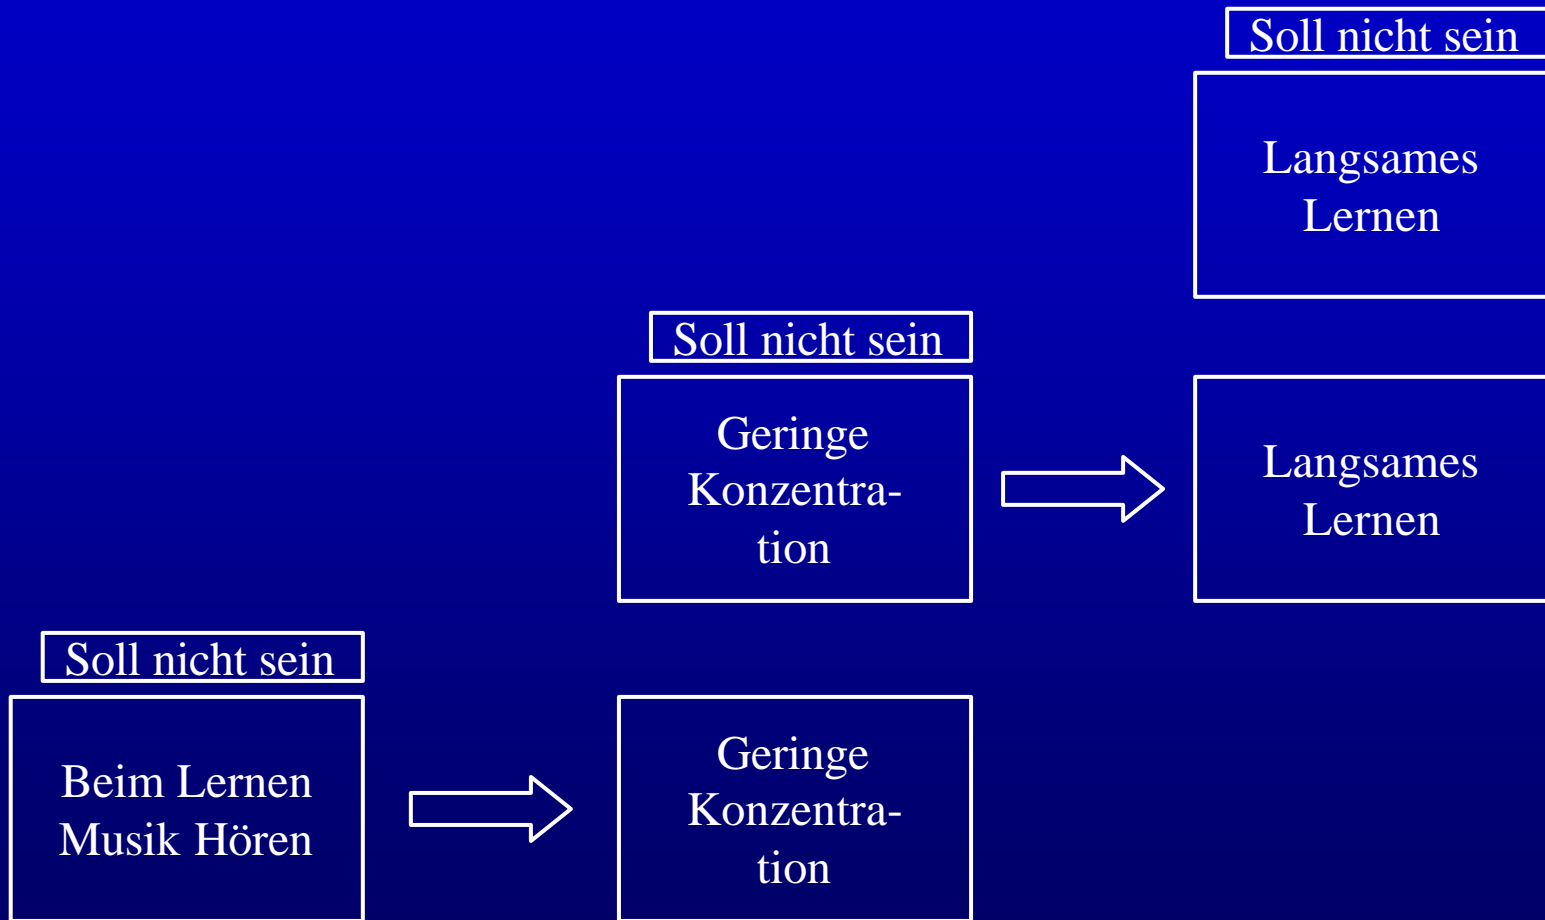 Soll nicht sein
Langsames
Lernen
Soll nicht sein
Geringe
Konzentra-
tion
Langsames
Lernen
Soll nicht sein
Beim Lernen
Musik Hören
Geringe
Konzentra-
tion